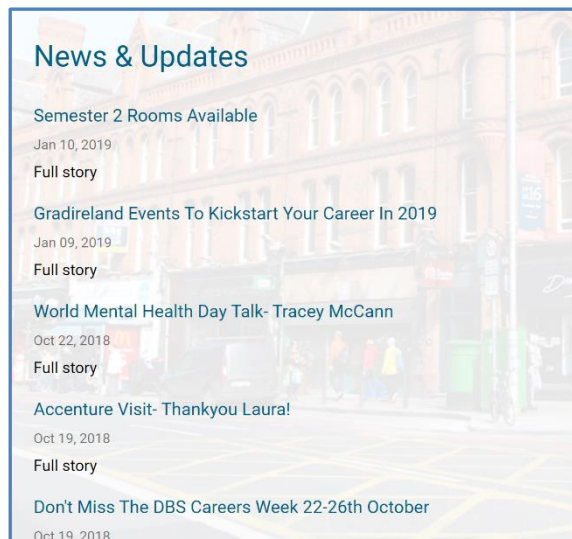 News & Updates
Semester 2 Rooms Available
Jan 10, 2019
Full story
Gradireland Events To Kickstart Your Career In 2019
Jan 09, 2019
Full story
World Mental Health Day Talk- Tracey McCann
Oct 22, 2018
Full story
Accenture Visit- Thankyou Laura!
Oct 19, 2018
Full story
Don't Miss The DBS Careers Week 22-26th October
Oct 19, 2018